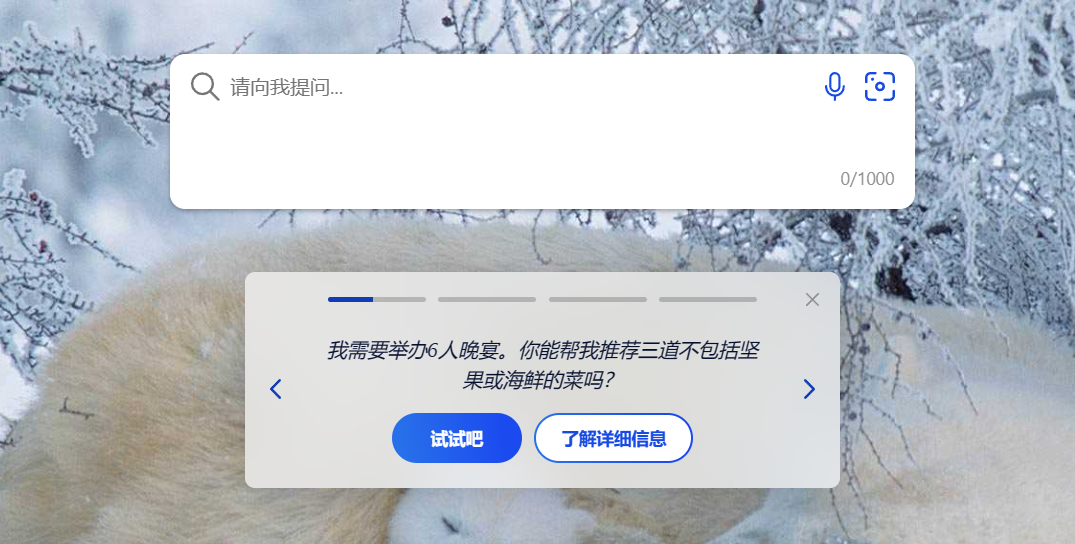 请向我提问...
0/1000
我需要举办6人晚宴。你能帮我推荐三道不包括坚
果或海鲜的菜吗?
试试吧
了解详细信息